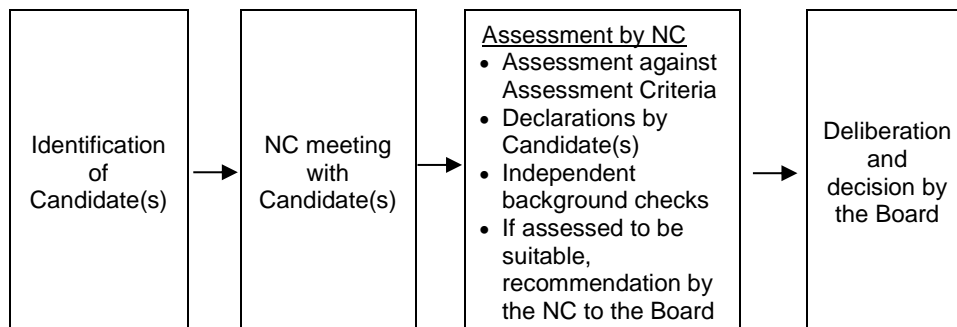 Identification
of
Candidate(s)
NC meeting
with
Candidate(s)
Assessment by NC
• Assessment against
Assessment Criteria
• Declarations by
Candidate(s)
• Independent
background checks
• If assessed to be
suitable,
recommendation by
the NC to the Board
Deliberation
and
decision by
the Board